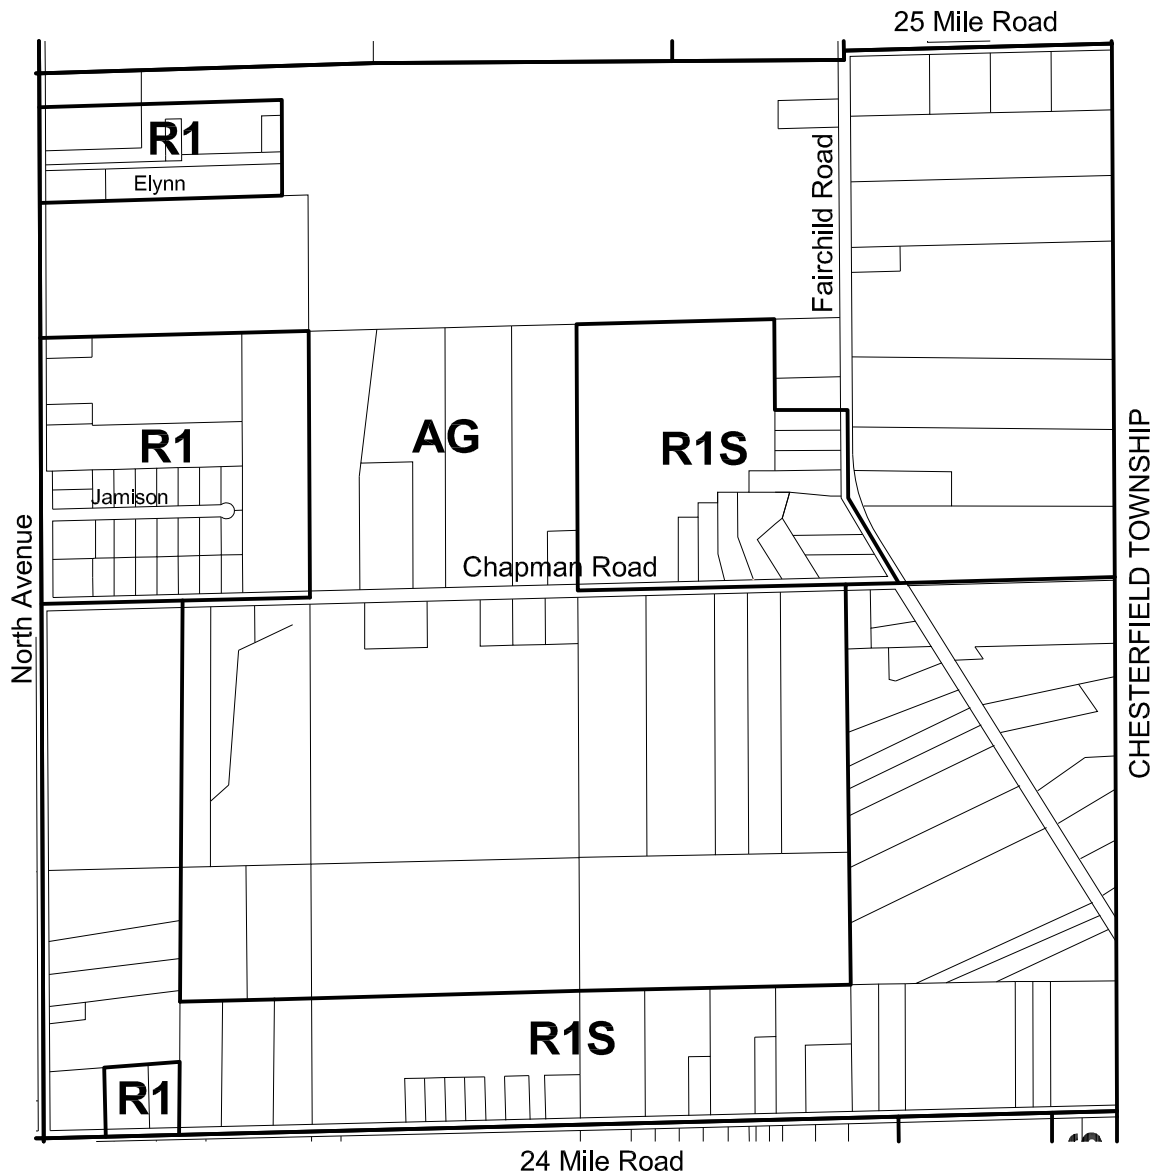 25 Mile Road
R1
Elynn
Fairchild Road
R1
AG
R1S
Jamison
Chapman Road
North Avenue
CHESTERFIELD TOWNSHIP
R1S
R1
24 Mile Road